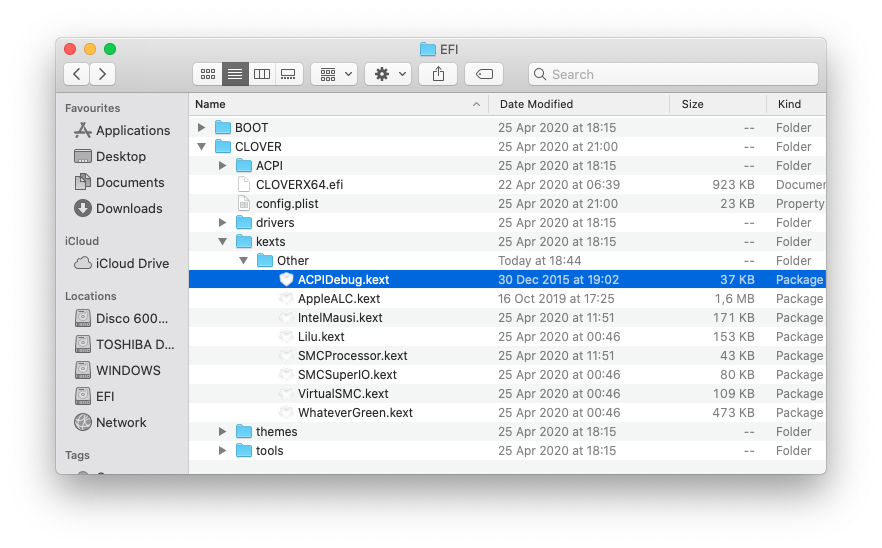 EFI
Search
Favourites
Applications
Desktop
Documents
Downloads
iCloud
iCloud Drive
Locations
Disco 600...
TOSHIBA D...
WINDOWS
EFI
Network
Tags
Name Date Modified Size Kind
BOOT 25 Apr 2020 at 18:15 -- Folder
CLOVER 25 Apr 2020 at 21:00 -- Folder
ACPI 25 Apr 2020 at 18:15 -- Folder
CLOVERX64.efi 22 Apr 2020 at 06:39 923 KB Docume
config.plist 25 Apr 2020 at 21:00 23 KB Property
drivers 25 Apr 2020 at 18:15 -- Folder
kexts 25 Apr 2020 at 18:15 -- Folder
Other Today at 18:44 -- Folder
ACPIDebug.kext 30 Dec 2015 at 19:02 37 KB Package
AppleALC.kext 16 Oct 2019 at 17:25 1,6 MB Package
IntelMausi.kext 25 Apr 2020 at 11:51 171 KB Package
Lilu.kext 25 Apr 2020 at 00:46 153 KB Package
SMCProcessor.kext 25 Apr 2020 at 11:51 43 KB Package
SMCSuperIO.kext 25 Apr 2020 at 00:46 80 KB Package
VirtualSMC.kext 25 Apr 2020 at 00:46 109 KB Package
WhateverGreen.kext 25 Apr 2020 at 00:46 473 KB Package
themes 25 Apr 2020 at 18:15 -- Folder
tools 25 Apr 2020 at 18:15 -- Folder